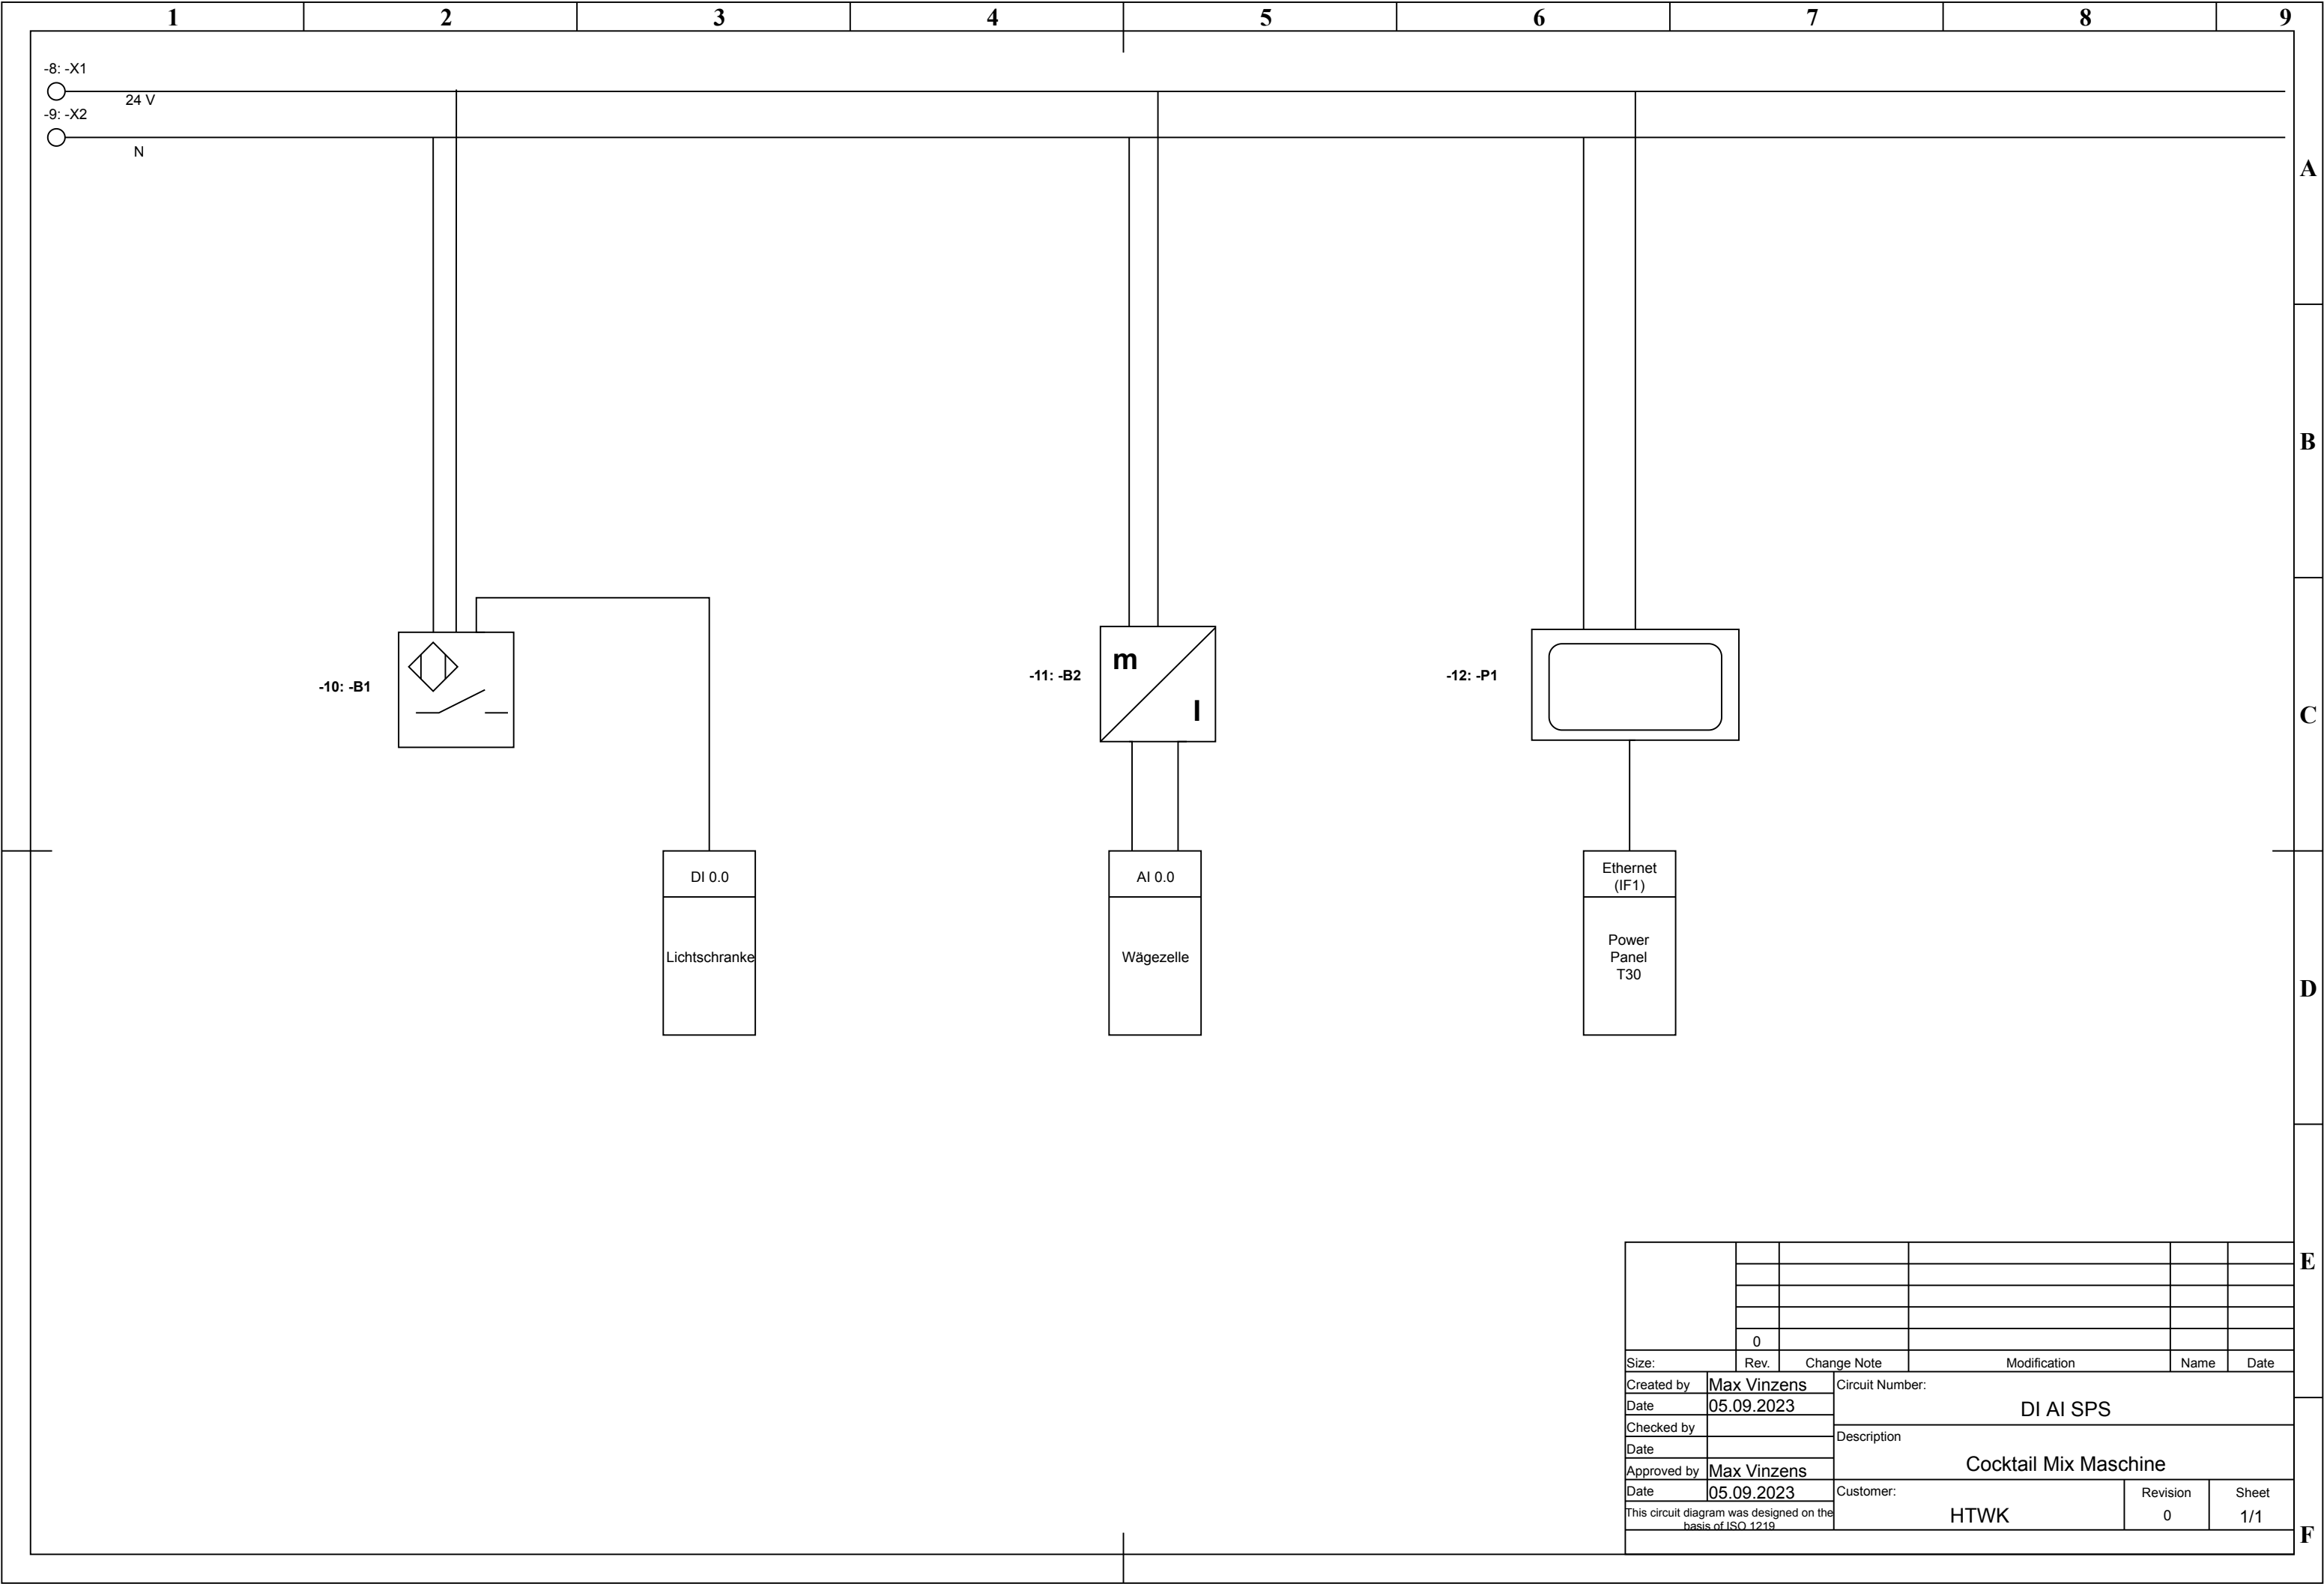 1 2 3 4 5 6 7 8 9
-8: -X1
24 V
-9: -X2
N
A
B
-10: -B1
m
I
-11: -B2
-12: -P1
C
DI 0.0
Lichtschranke
AI 0.0
Wägezelle
Ethernet
(IF1)
Power
Panel
T30
D
E
0
Size: Rev. Change Note Modification Name Date
Created by Max Vinzens
Date 05.09.2023
Checked by
Date
Approved by Max Vinzens
Date 05.09.2023
This circuit diagram was designed on the
basis of ISO 1219
Circuit Number:
DI AI SPS
Description
Cocktail Mix Maschine
Customer:
HTWK
Revision
0
Sheet
1/1
F